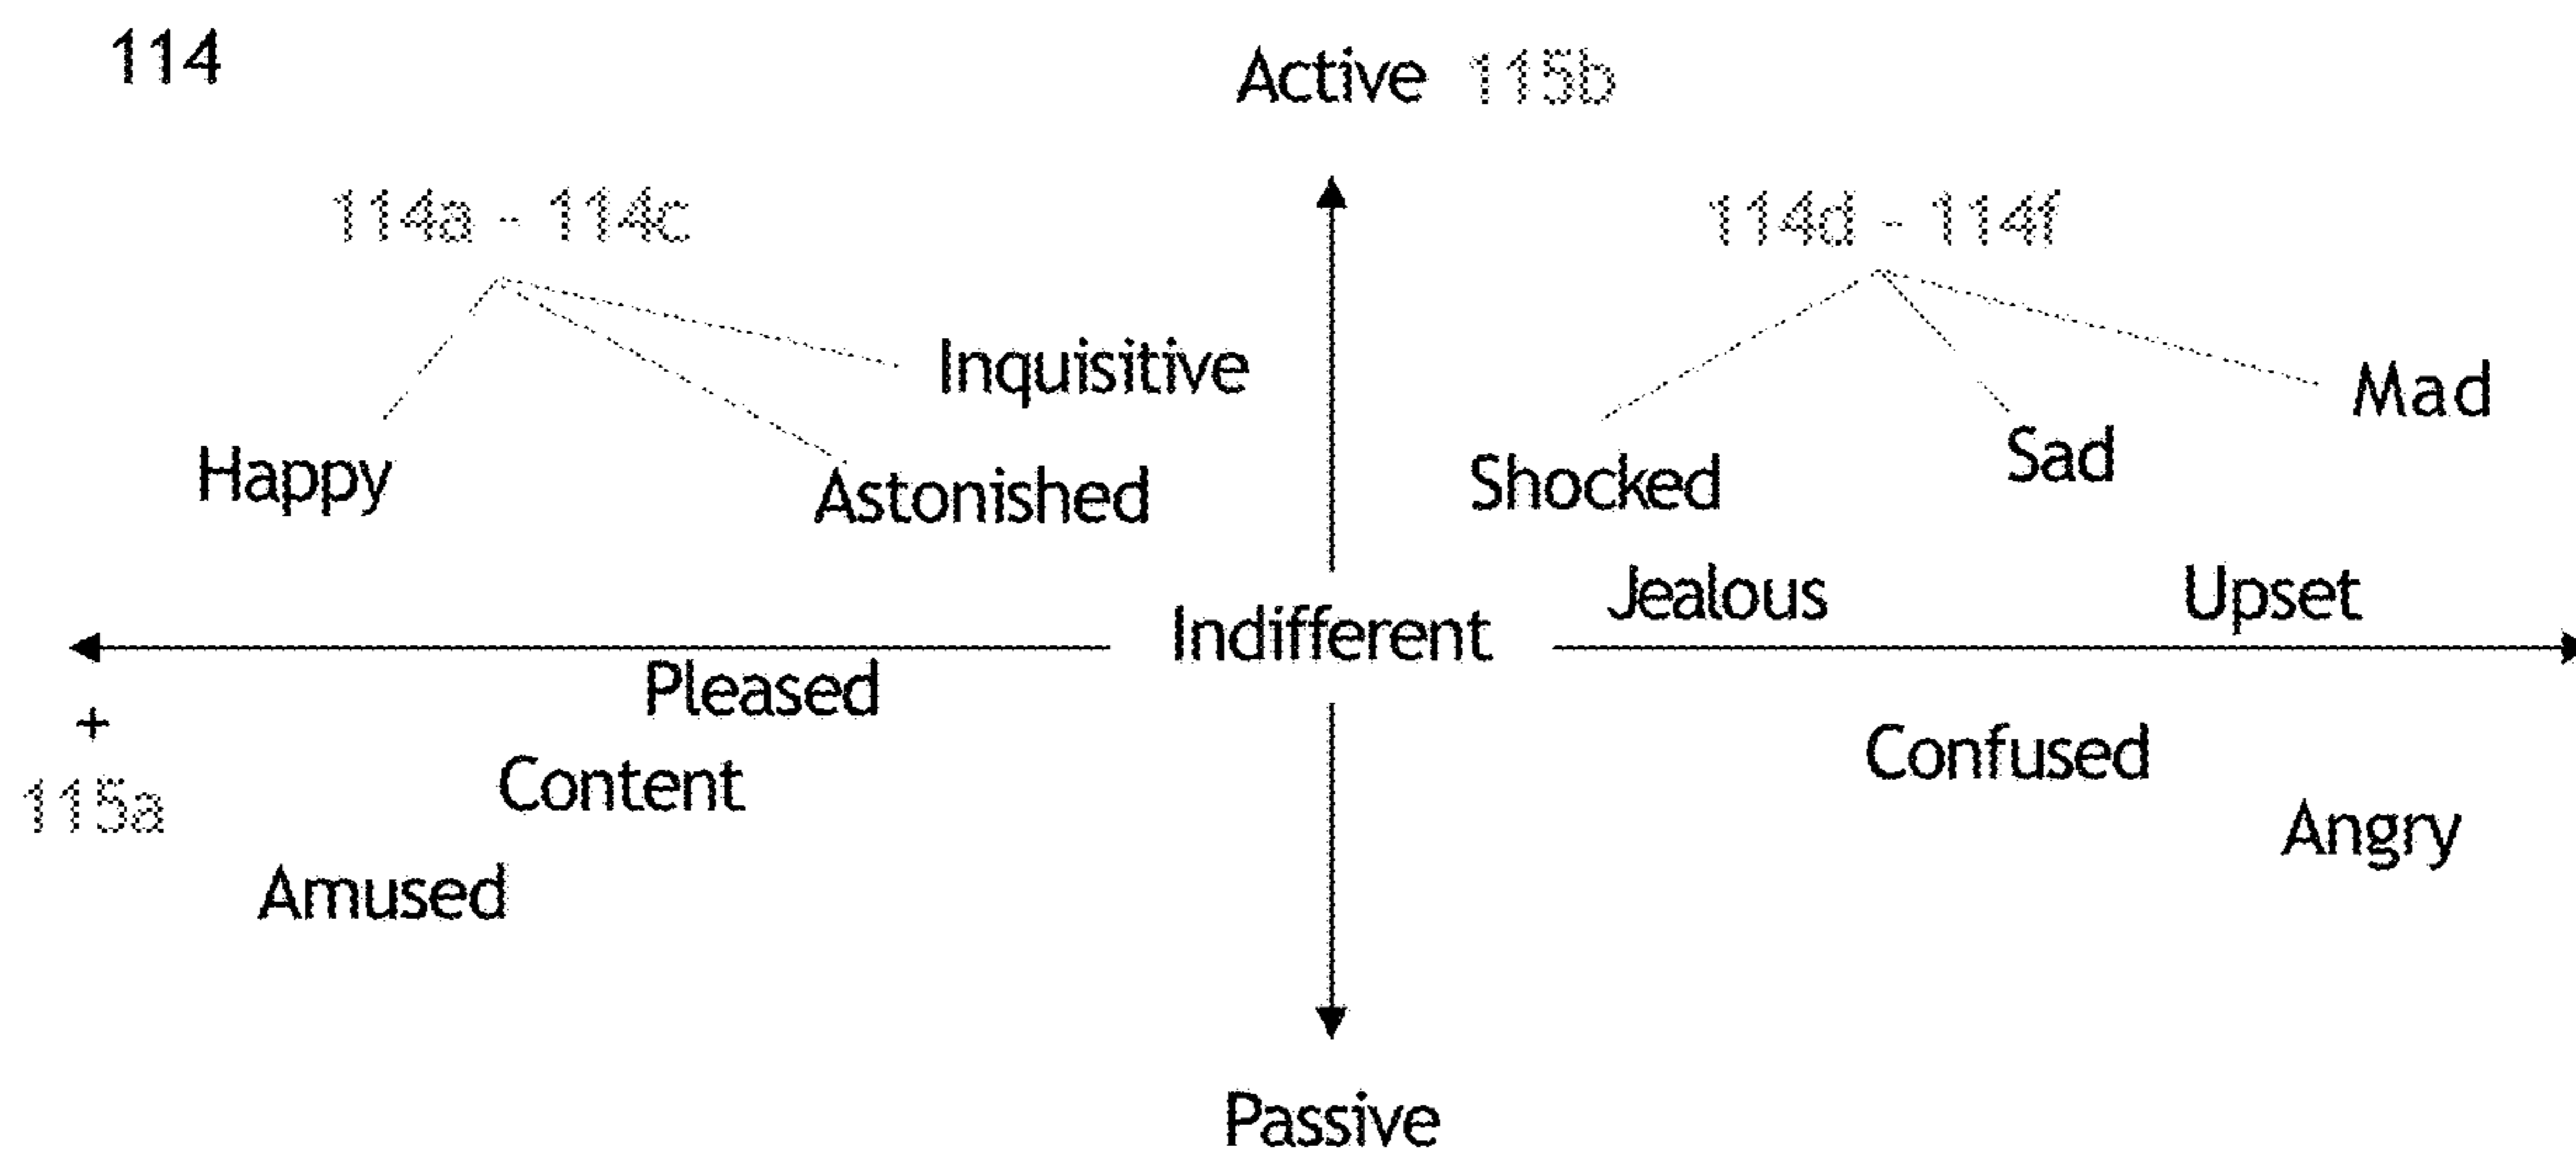 114
Active 115b
114a - 114c
114d - 114f
Inquisitive
Mad
Happy
Astonished
Shocked
Sad
Jealous
Upset
Indifferent
Pleased
+
Content
Confused
115a
Angry
Amused
Passive